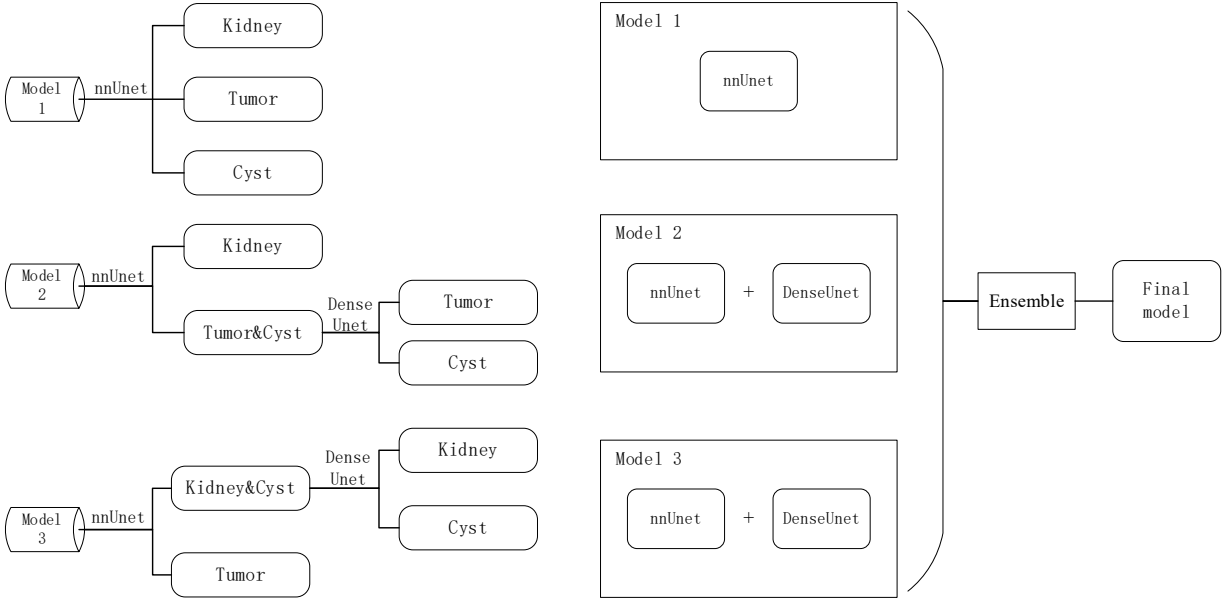 Kidney
Model
1
nnUnet
Tumor
Cyst
Model
2
nnUnet
Kidney
Tumor&Cyst
Dense
Unet
Tumor
Cyst
Model
3
nnUnet
Kidney&Cyst
Dense
Unet
Kidney
Cyst
Tumor
Model 1
nnUnet
Model 2
nnUnet + DenseUnet
Model 3
nnUnet + DenseUnet
Ensemble
Final
model